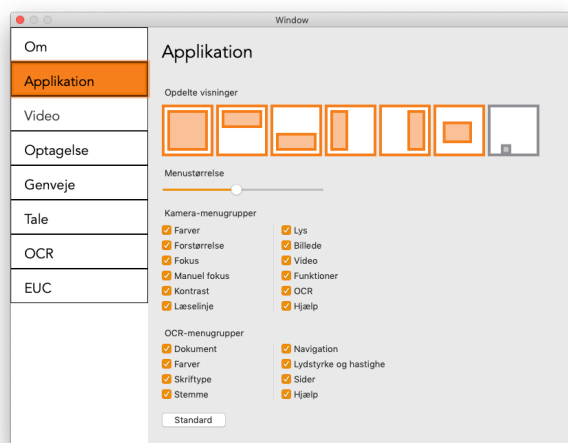 Window
Om
Applikation
Video
Optagelse
Genveje
Tale
OCR
EUC
Applikation
Opdelte visninger
Menustørrelse
Kamera-menugrupper
Farver
Forstørrelse
Fokus
Manuel fokus
Kontrast
Læselinje
Lys
Billede
Video
Funktioner
OCR
Hjælp
OCR-menugrupper
Dokument
Farver
Skriftype
Stemme
Navigation
Lydstyrke og hastighe
Sider
Hjælp
Standard